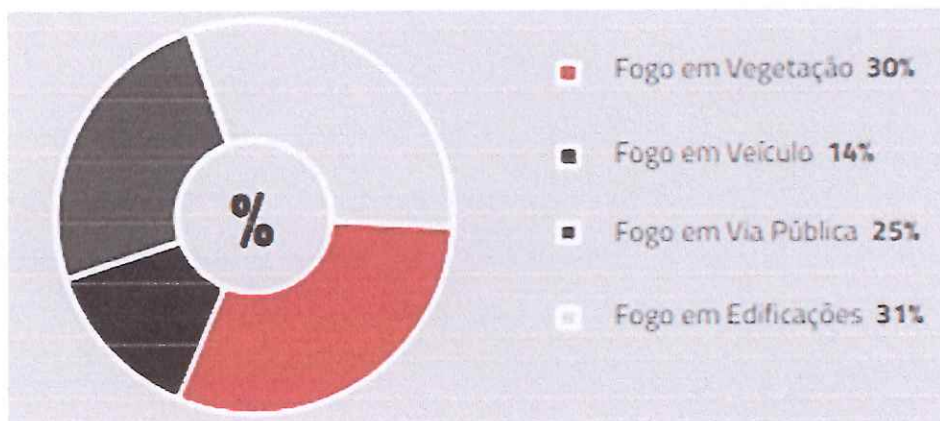 %
Fogo em Vegetação 30%
Fogo em Veículo 14%
Fogo em Via Pública 25%
Fogo em Edificações 31%